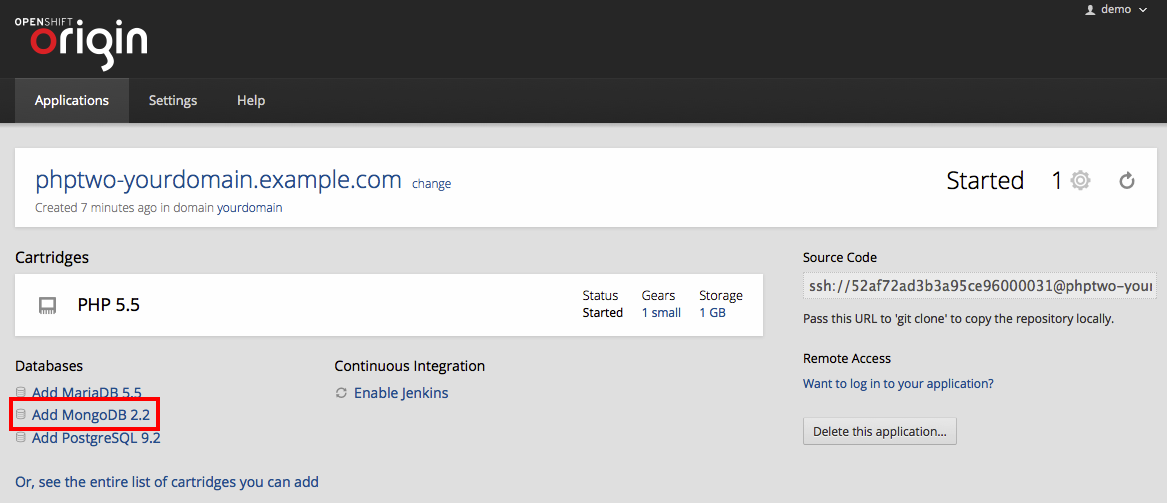 OPENSHIFT
origin
demo
Applications Settings Help
phptwo-yourdomain.example.com change
Started 1
Created 7 minutes ago in domain yourdomain
Cartridges
PHP 5.5
Status Gears Storage
Started 1 small 1 GB
Source Code
ssh://52af72ad3b3a95ce96000031@phptwo-your
Pass this URL to 'git clone' to copy the repository locally.
Remote Access
Want to log in to your application?
Delete this application...
Databases
Add MariaDB 5.5
Add MongoDB 2.2
Add PostgreSQL 9.2
Continuous Integration
Enable Jenkins
Or, see the entire list of cartridges you can add